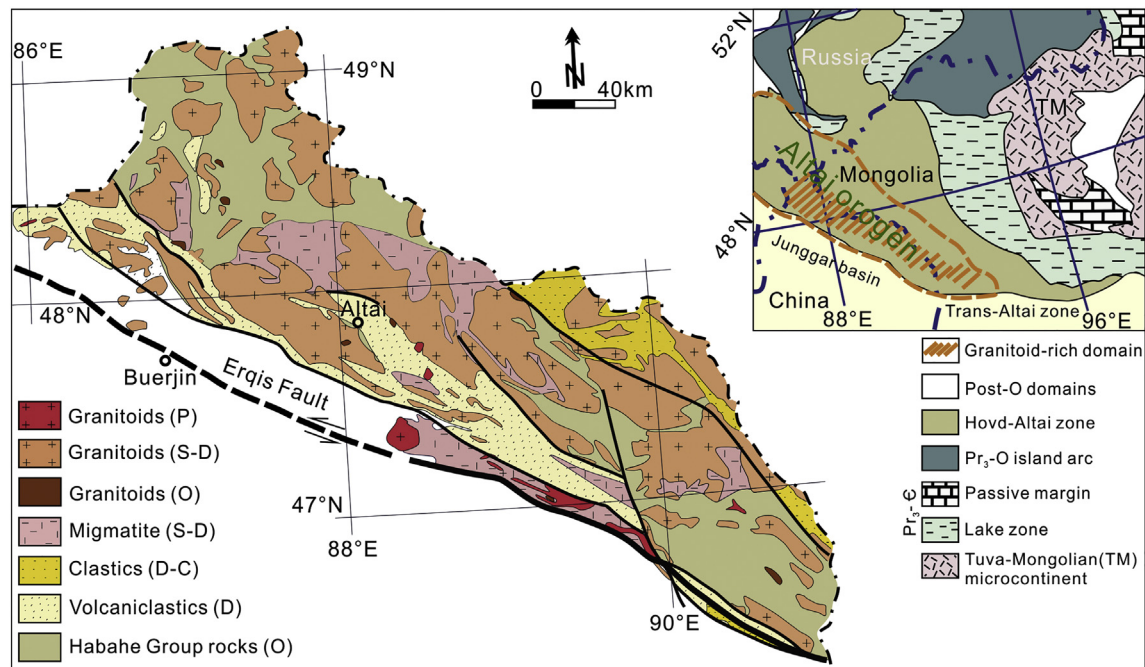 86°E
49°N
N
0 40km
48°N
Altai
Buerjin
Erqis Fault
47°N
88°E
90°E
Granitoids (P)
Granitoids (S-D)
Granitoids (O)
Migmatite (S-D)
Clastics (D-C)
Volcaniclastics (D)
Habahe Group rocks (O)
52°N
Russia
TM
Altai orogen
Mongolia
48°N
Junggar basin
China
Trans-Altai zone
88°E
96°E
Granitoid-rich domain
Post-O domains
Hovd-Altai zone
Pr₃-O island arc
Pr₃-Є
Passive margin
Lake zone
Tuva-Mongolian(TM)
microcontinent